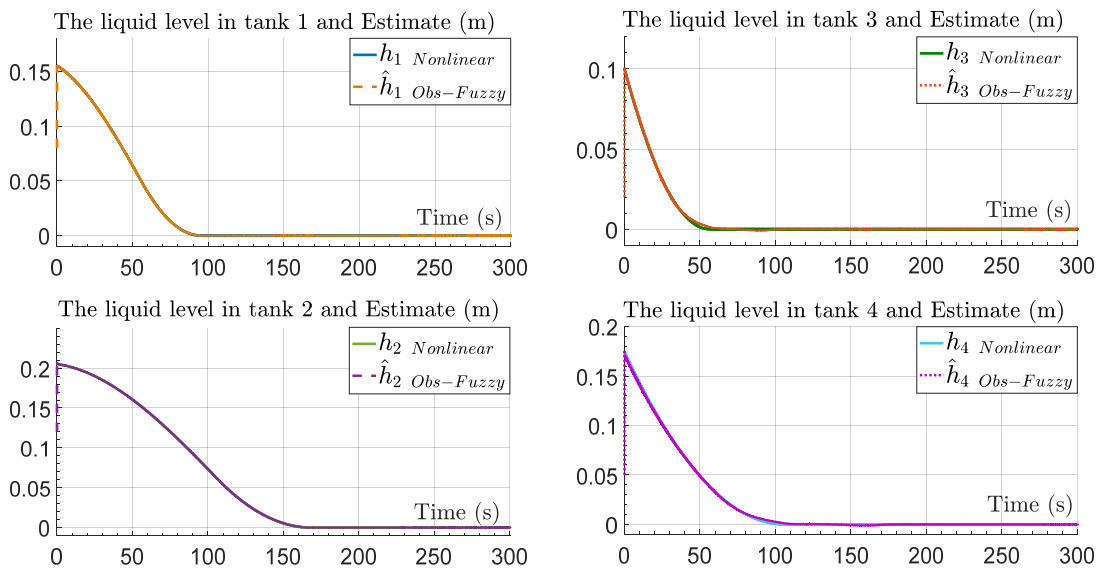 The liquid level in tank 1 and Estimate (m)
h1 Nonlinear
ĥ1 Obs−Fuzzy
0.15
0.1
0.05
0
Time (s)
0 50 100 150 200 250 300
The liquid level in tank 3 and Estimate (m)
h3 Nonlinear
ĥ3 Obs−Fuzzy
0.1
0.05
0
Time (s)
0 50 100 150 200 250 300
The liquid level in tank 2 and Estimate (m)
h2 Nonlinear
ĥ2 Obs−Fuzzy
0.2
0.15
0.1
0.05
0
Time (s)
0 50 100 150 200 250 300
The liquid level in tank 4 and Estimate (m)
h4 Nonlinear
ĥ4 Obs−Fuzzy
0.2
0.15
0.1
0.05
0
Time (s)
0 50 100 150 200 250 300